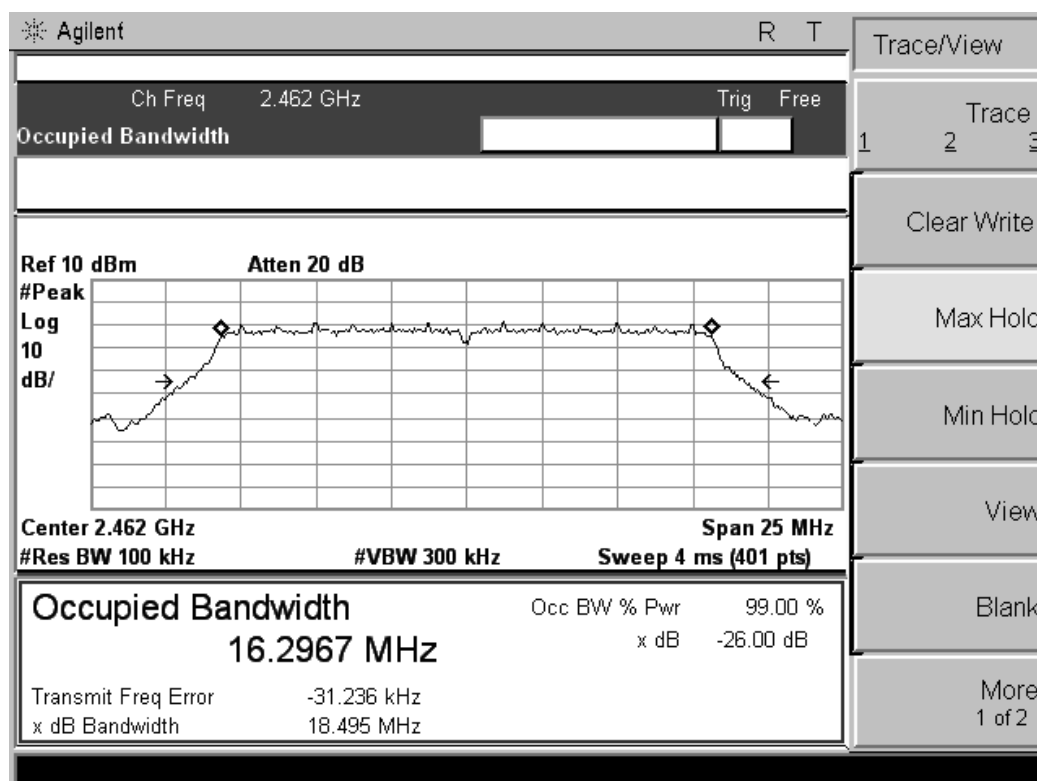 Agilent R T
Trace/View
Ch Freq 2.462 GHz Trig Free
Occupied Bandwidth
Trace
1 2 3
Clear Write
Max Hold
Min Hold
View
Blank
More
1 of 2
Ref 10 dBm Atten 20 dB
#Peak
Log
10
dB/
Center 2.462 GHz Span 25 MHz
#Res BW 100 kHz #VBW 300 kHz Sweep 4 ms (401 pts)
Occupied Bandwidth
16.2967 MHz
Occ BW % Pwr 99.00 %
x dB -26.00 dB
Transmit Freq Error -31.236 kHz
x dB Bandwidth 18.495 MHz